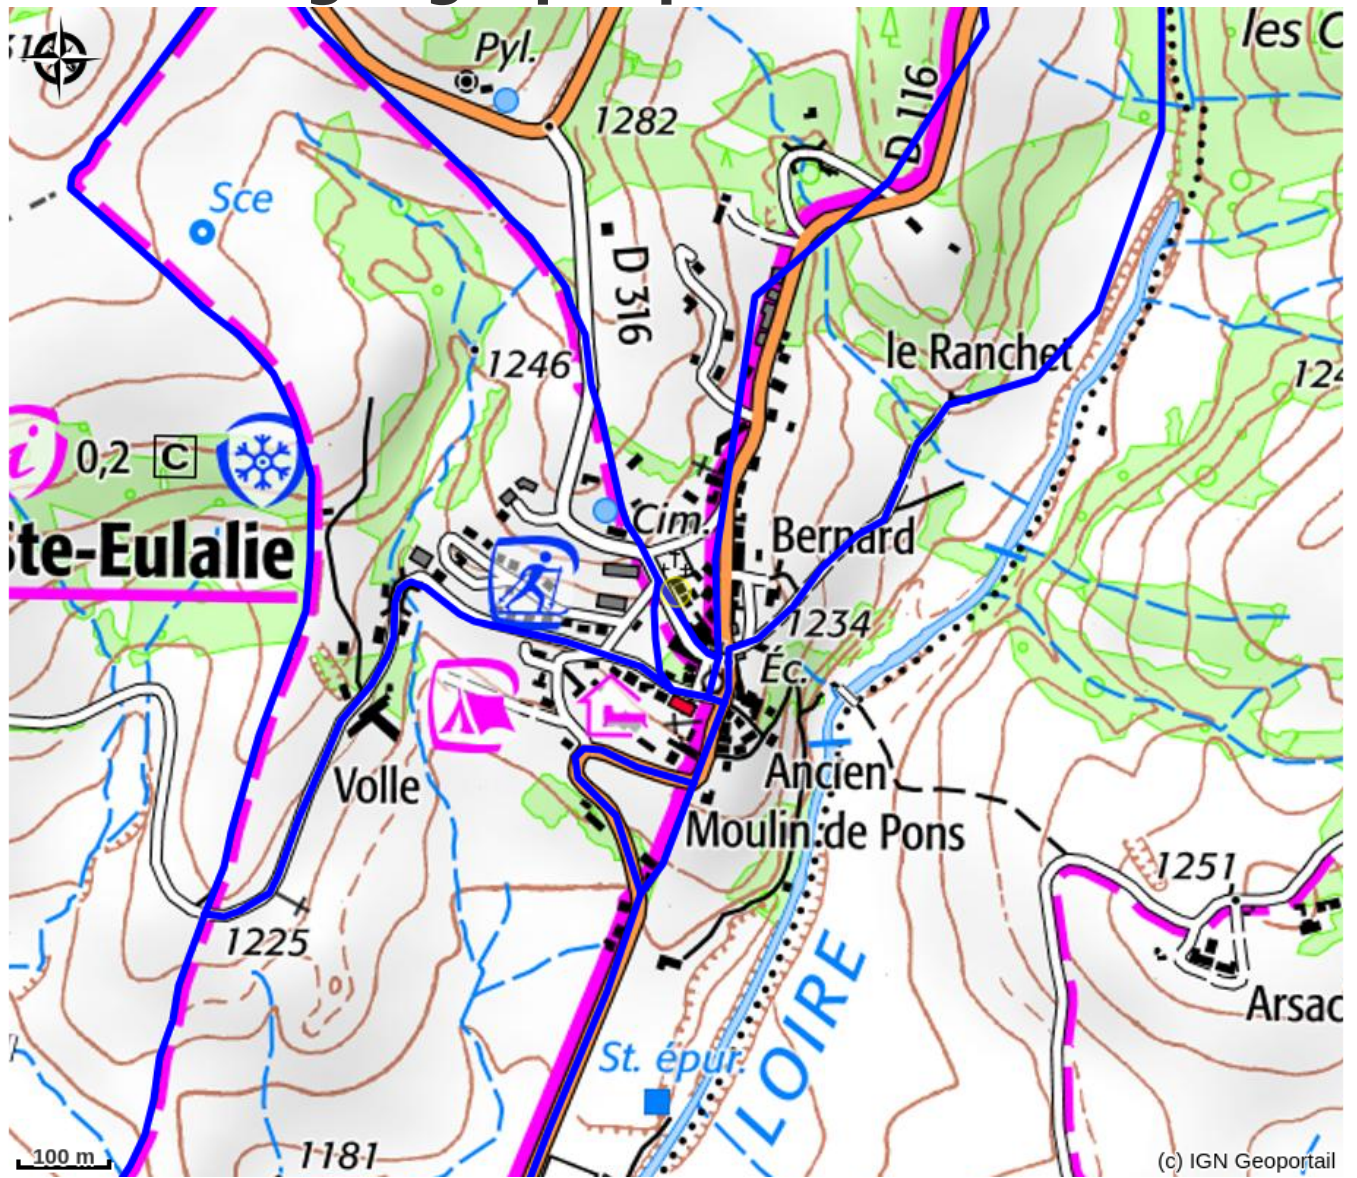 Pyl.
les C
1282
D 116
Sce
D 316
1246
le Ranchet
124
0,2 C
Cim.
Ste-Eulalie
Bernard
1234
Éc.
Volle
Ancien
Moulin de Pons
1251
1225
Arsac
LOIRE
St. épur.
1181
100 m
(c) IGN Geoportail